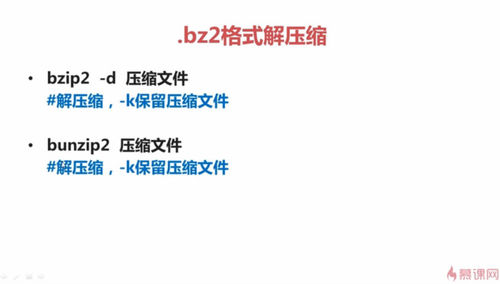 .bz2格式解压缩
• bzip2 -d 压缩文件
#解压缩，-k保留压缩文件
• bunzip2 压缩文件
#解压缩，-k保留压缩文件
慕课网